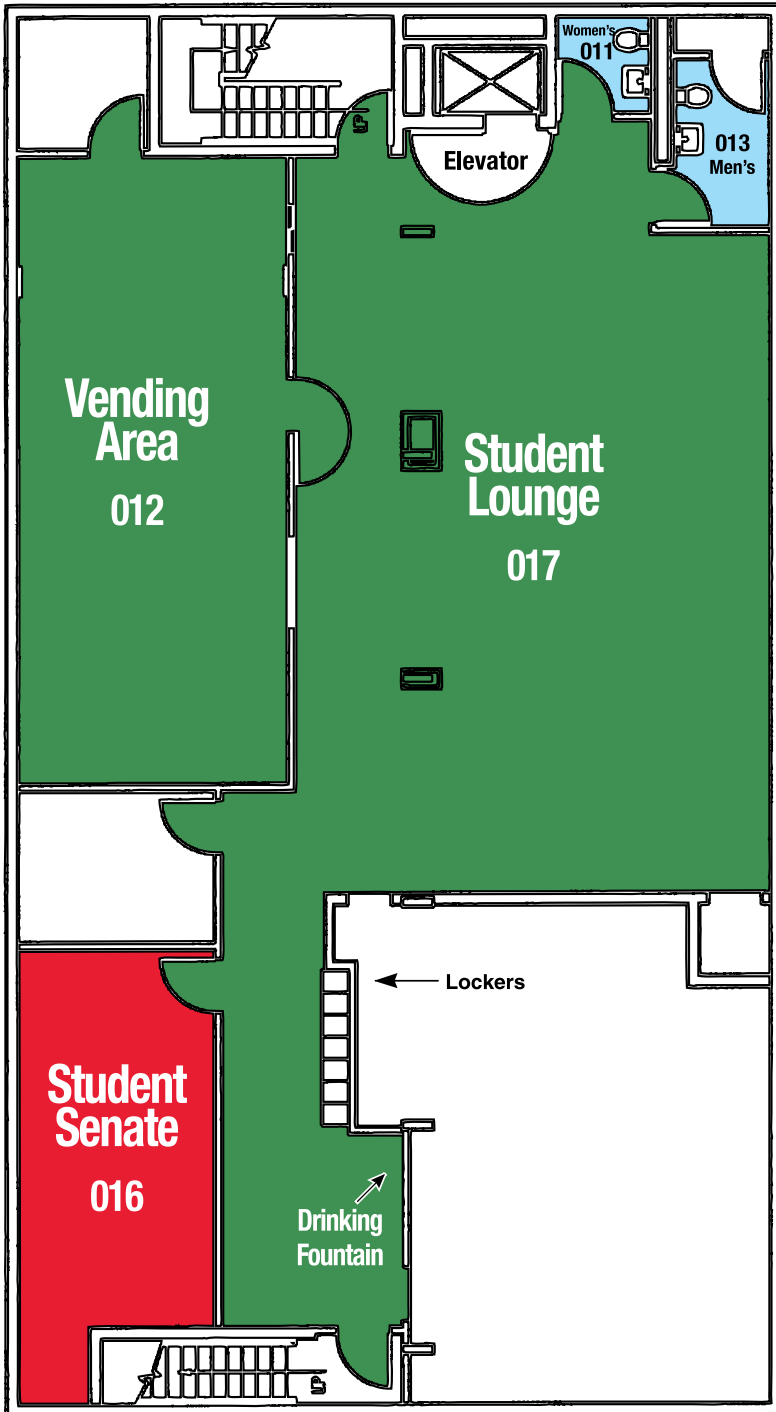 Women's
011
013
Men's
UP
Elevator
Vending
Area
012
Student
Lounge
017
Lockers
Student
Senate
016
Drinking
Fountain
UP